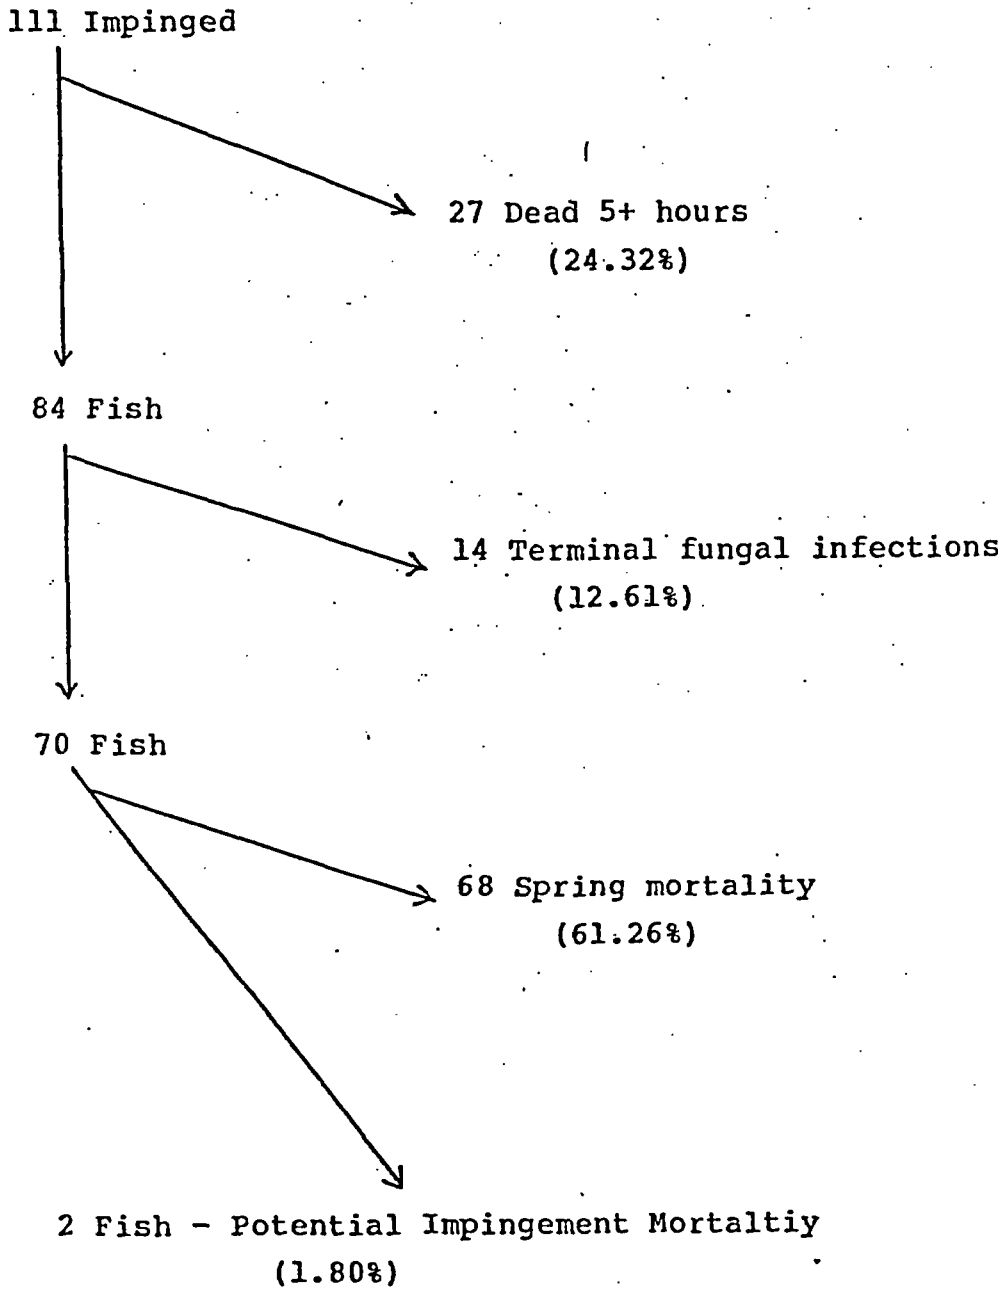 111 Impinged
27 Dead 5+ hours
(24.32%)
84 Fish
14 Terminal fungal infections
(12.61%)
70 Fish
68 Spring mortality
(61.26%)
2 Fish - Potential Impingement Mortaltiy
(1.80%)